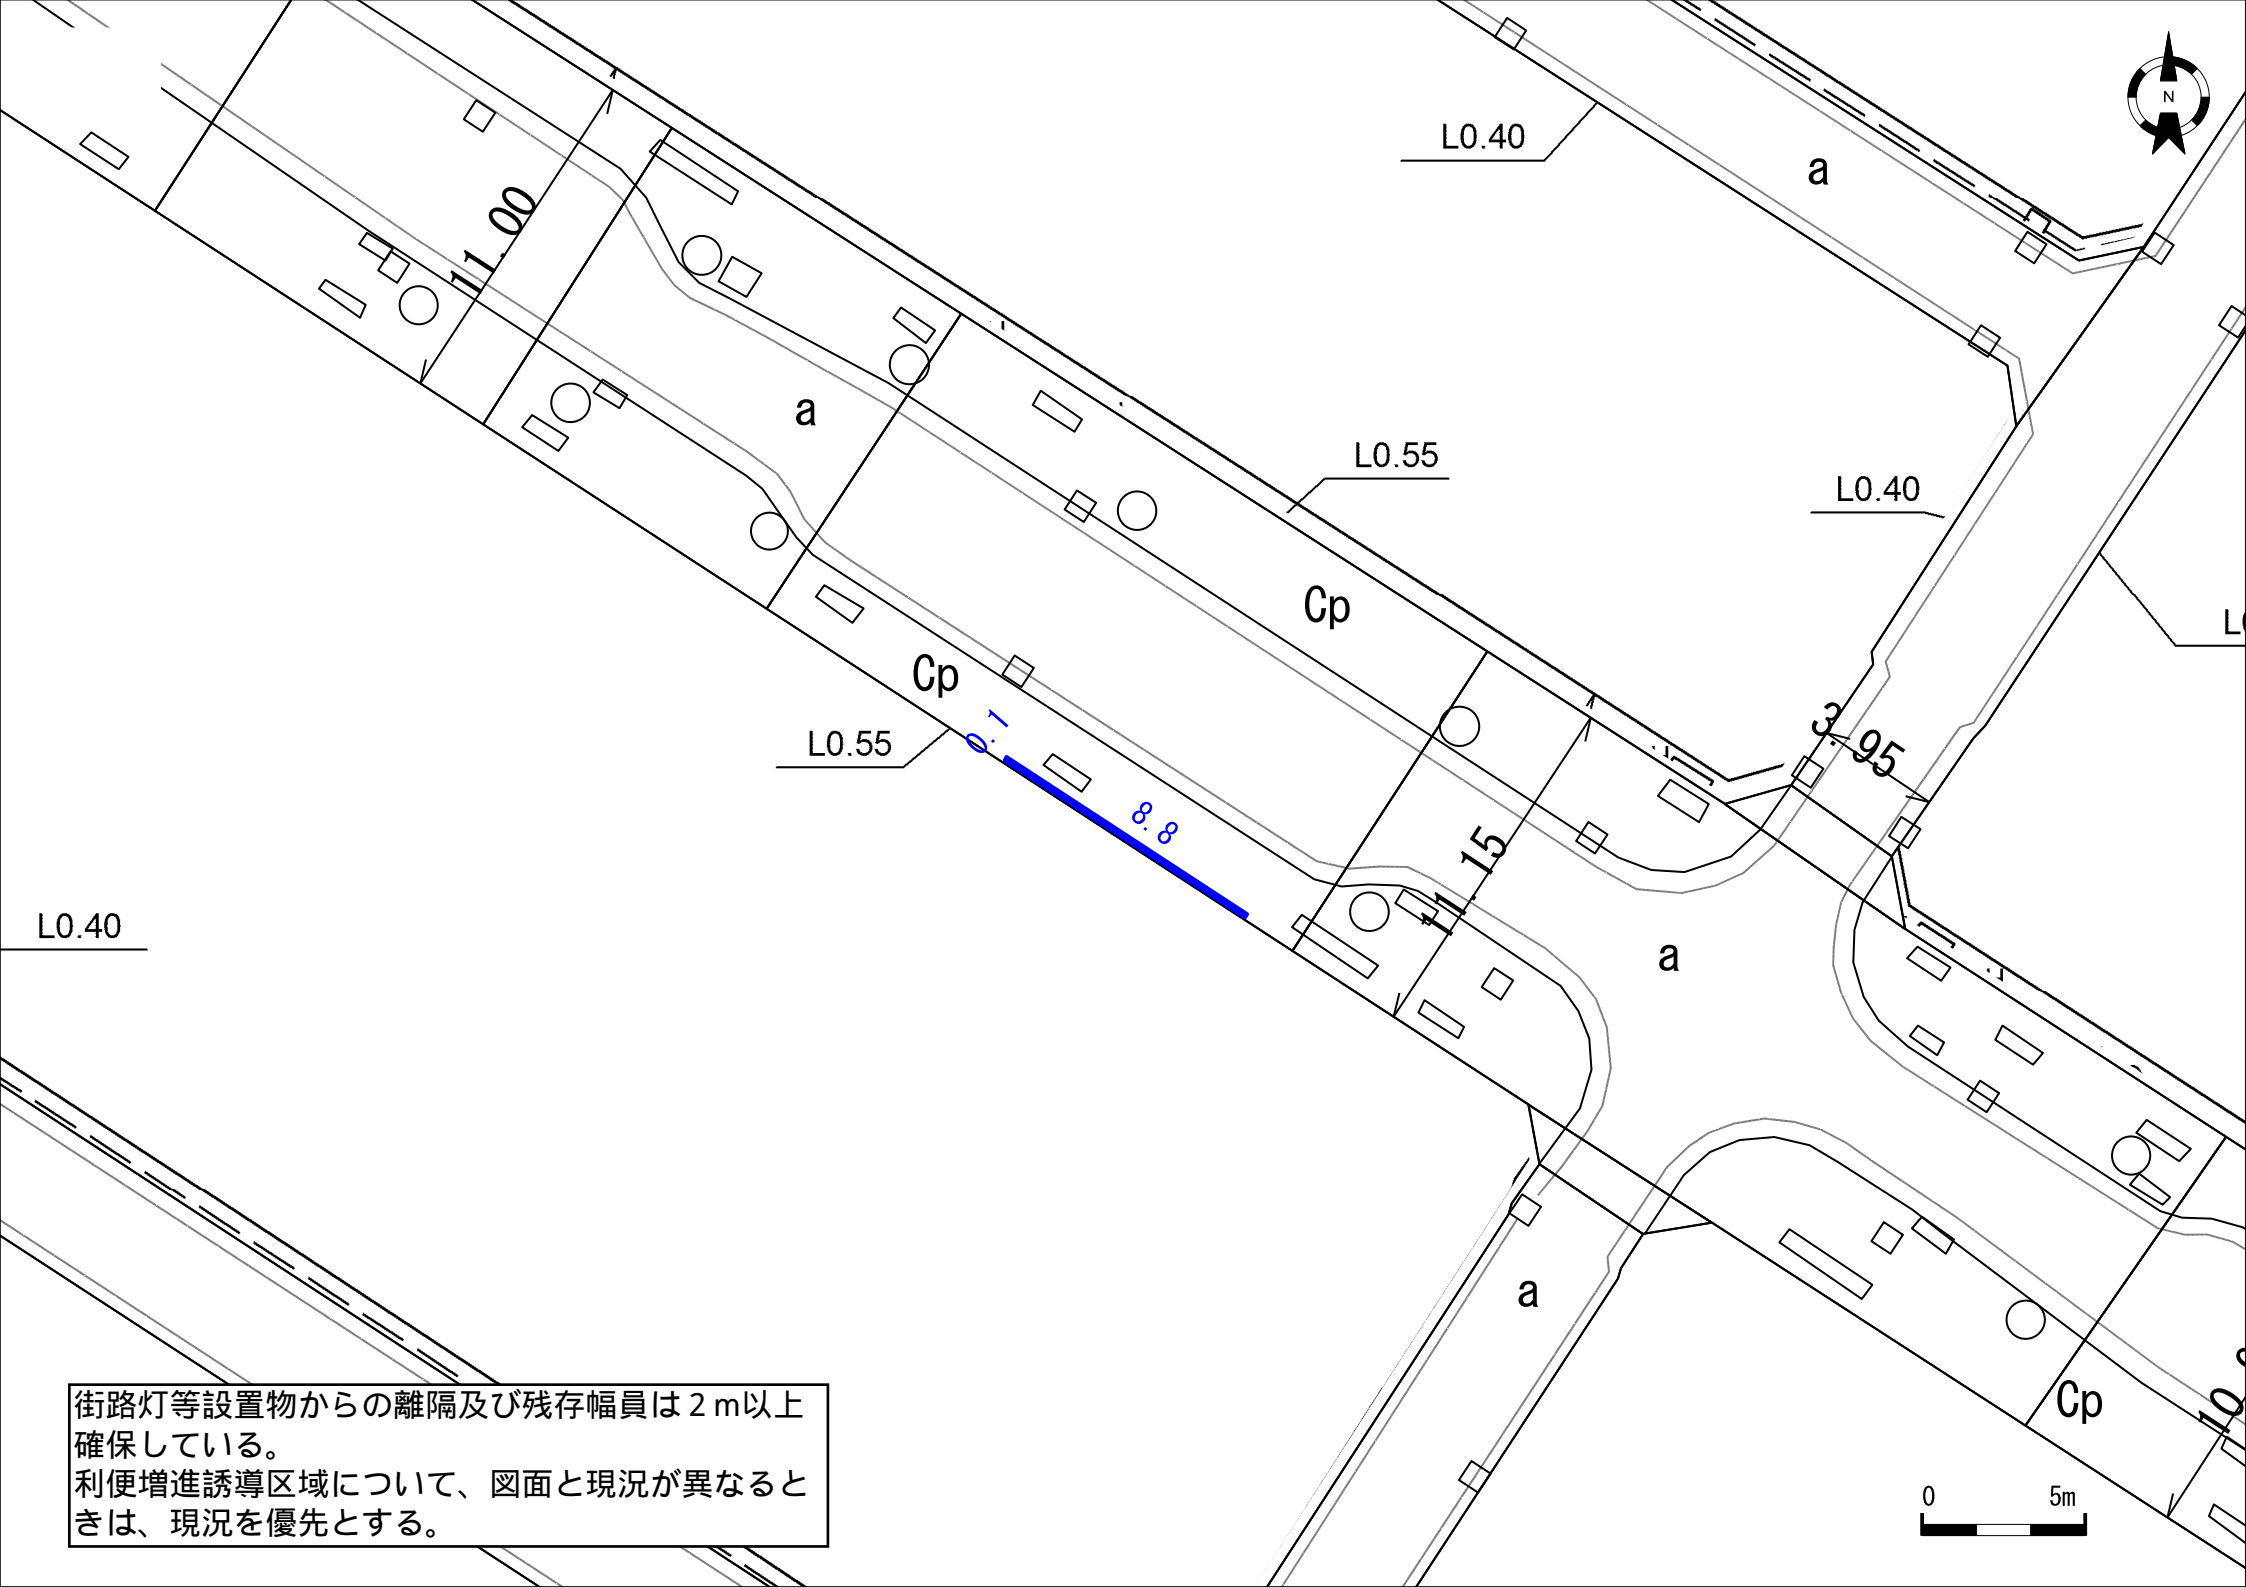 N
L0.40
a
11.00
a
L0.55
L0.40
Cp
Cp
0.1
L0.55
3.95
8.8
11.15
L0.40
a
a
Cp
街路灯等設置物からの離隔及び残存幅員は２ｍ以上
確保している。
利便増進誘導区域について、図面と現況が異なると
きは、現況を優先とする。
0 5m